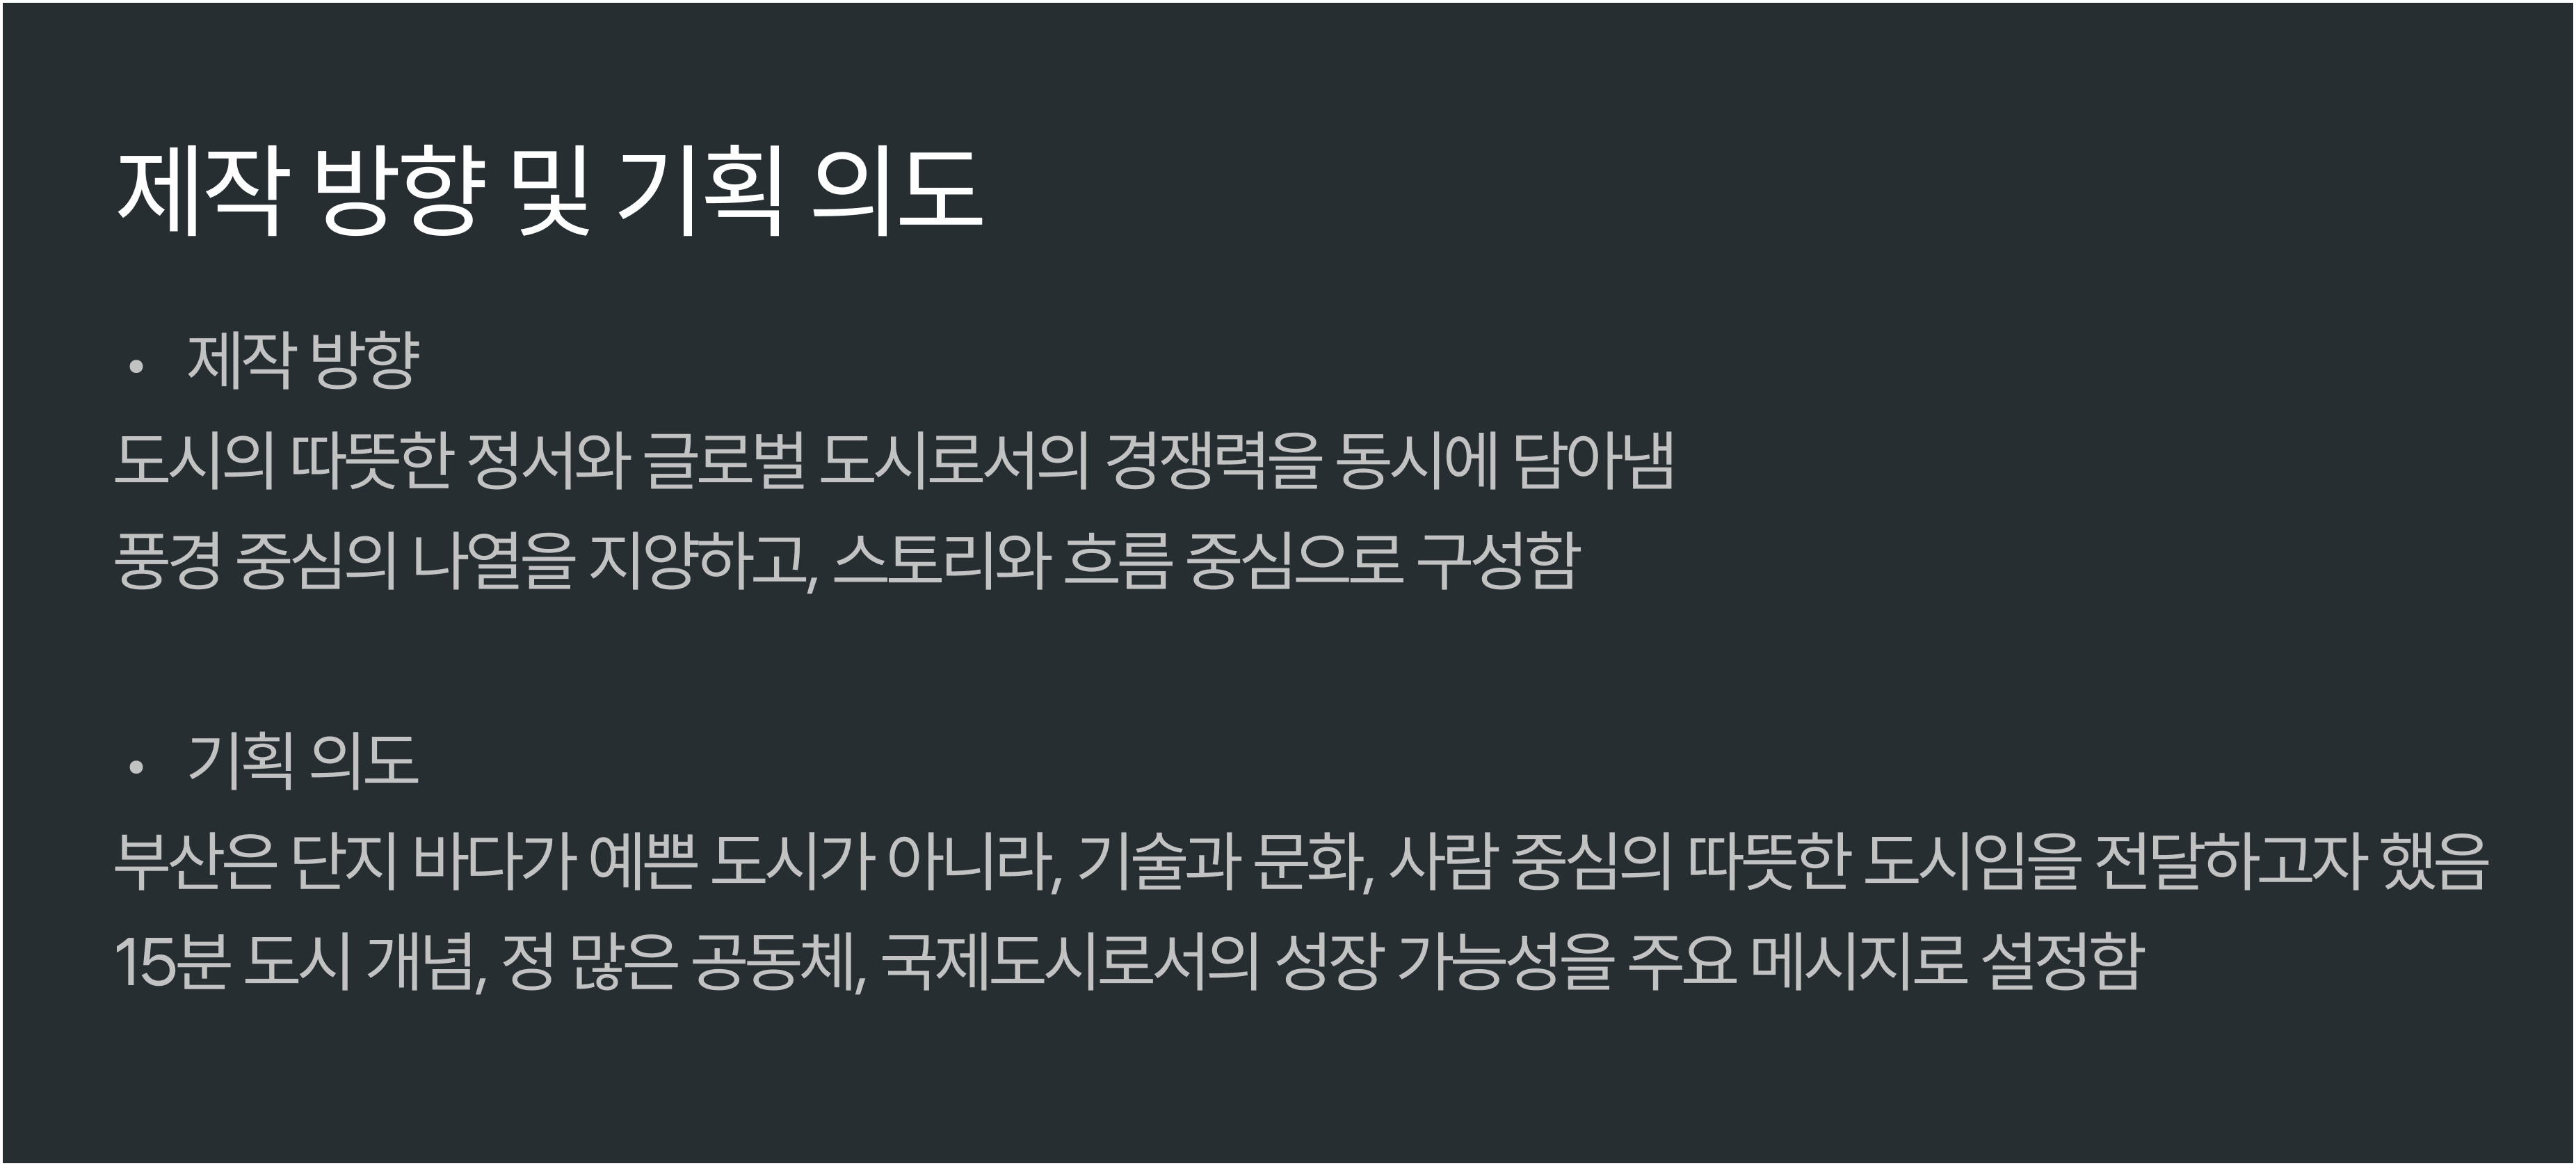 제작 방향 및 기획 의도
• 제작 방향
도시의 따뜻한 정서와 글로벌 도시로서의 경쟁력을 동시에 담아냄
풍경 중심의 나열을 지양하고, 스토리와 흐름 중심으로 구성함
• 기획 의도
부산은 단지 바다가 예쁜 도시가 아니라, 기술과 문화, 사람 중심의 따뜻한 도시임을 전달하고자 했음
15분 도시 개념, 정 많은 공동체, 국제도시로서의 성장 가능성을 주요 메시지로 설정함